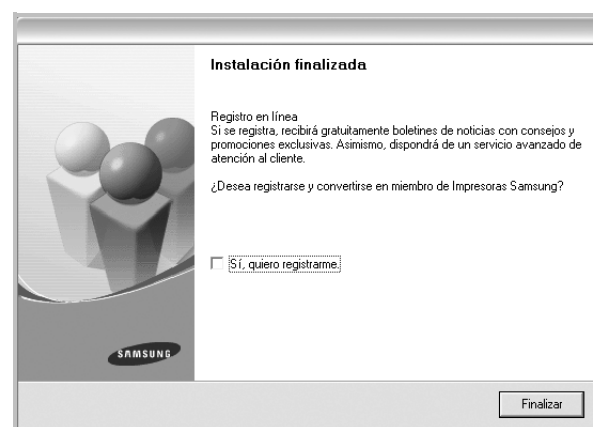 Instalación finalizada
Registro en línea
Si se registra, recibirá gratuitamente boletines de noticias con consejos y
promociones exclusivas. Asimismo, dispondrá de un servicio avanzado de
atención al cliente.
¿Desea registrarse y convertirse en miembro de Impresoras Samsung?
Sí, quiero registrarme.
SAMSUNG
Finalizar